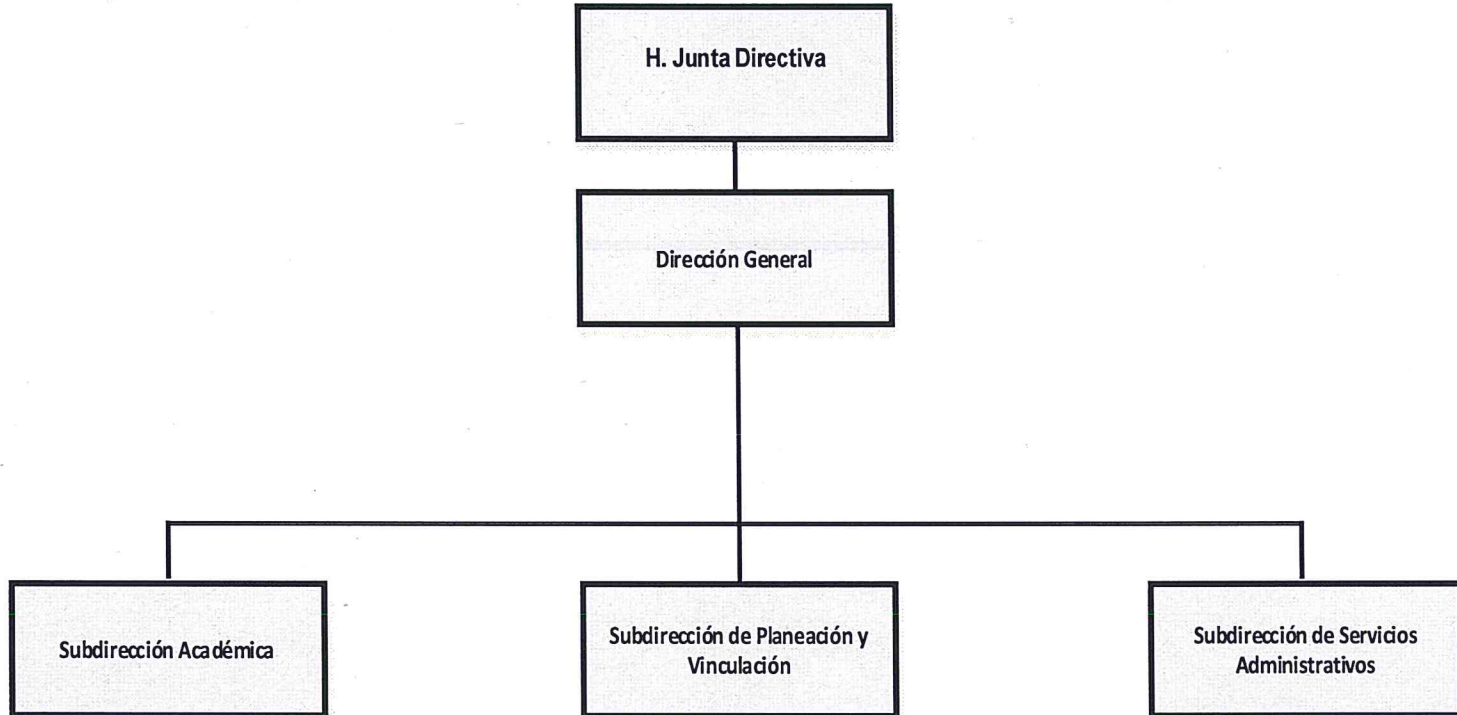 H. Junta Directiva
Dirección General
Subdirección Académica
Subdirección de Planeación y
Vinculación
Subdirección de Servicios
Administrativos